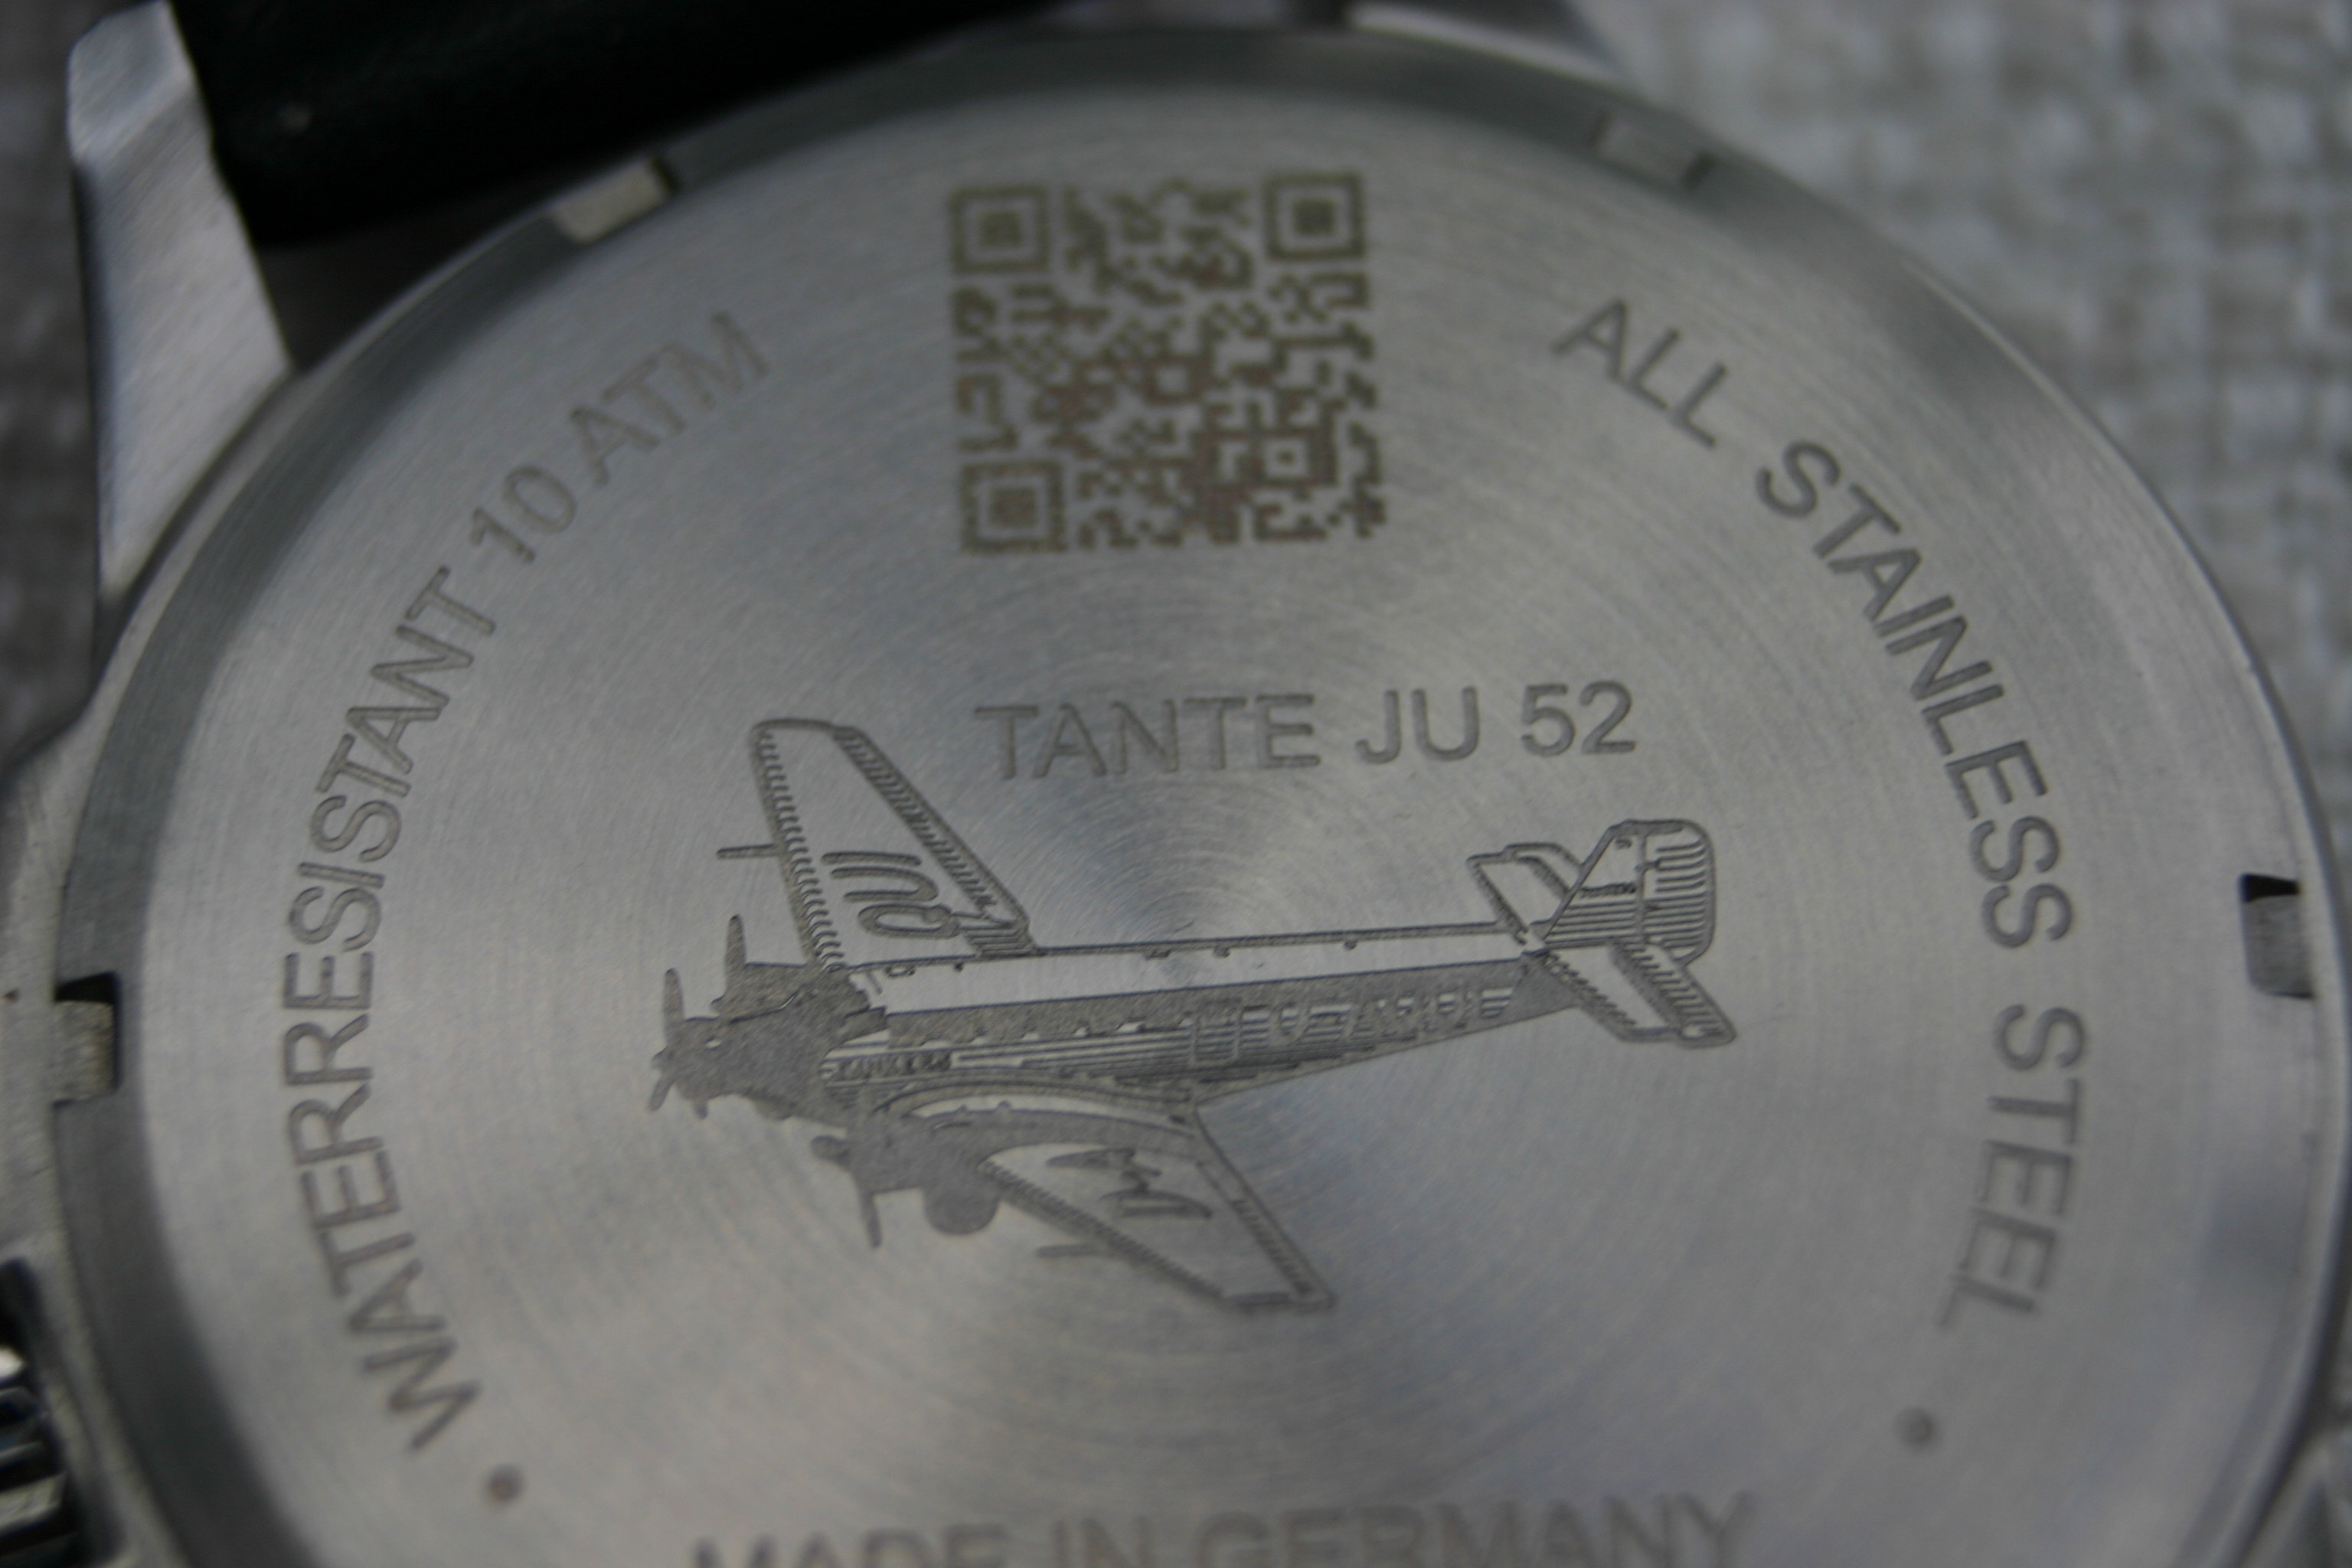 WATERRESISTANT 10 ATM
ALL STAINLESS STEEL
TANTE JU 52
MADE IN GERMANY